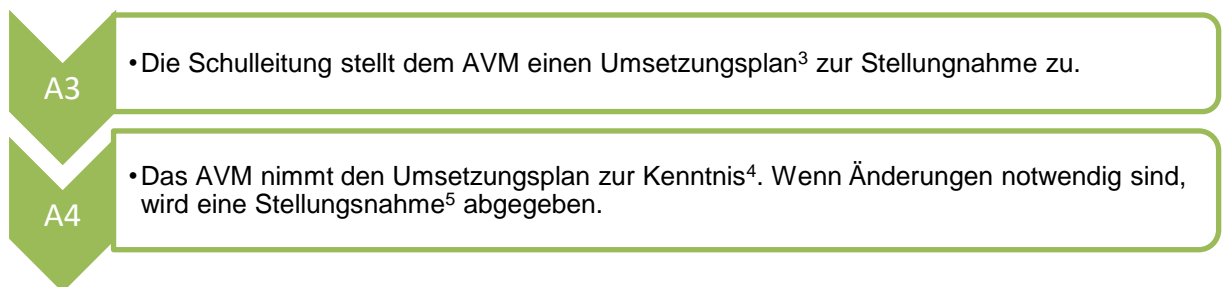 A3
•Die Schulleitung stellt dem AVM einen Umsetzungsplan³ zur Stellungnahme zu.
A4
•Das AVM nimmt den Umsetzungsplan zur Kenntnis⁴. Wenn Änderungen notwendig sind,
wird eine Stellungsnahme⁵ abgegeben.